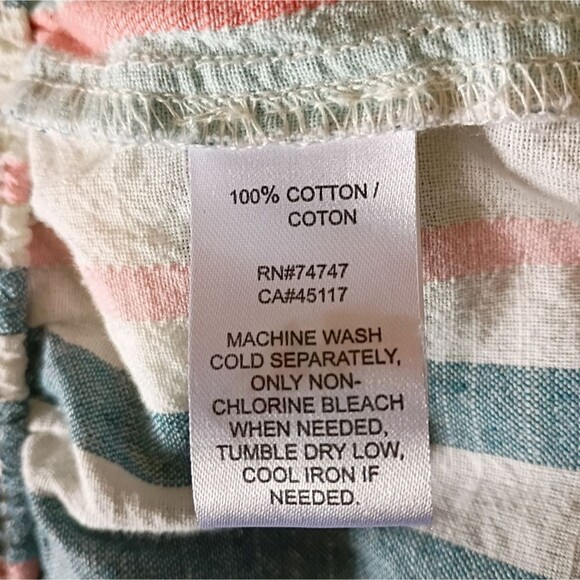 100% COTTON /
COTON
RN#74747
CA#45117
MACHINE WASH
COLD SEPARATELY,
ONLY NON-
CHLORINE BLEACH
WHEN NEEDED,
TUMBLE DRY LOW,
COOL IRON IF
NEEDED.